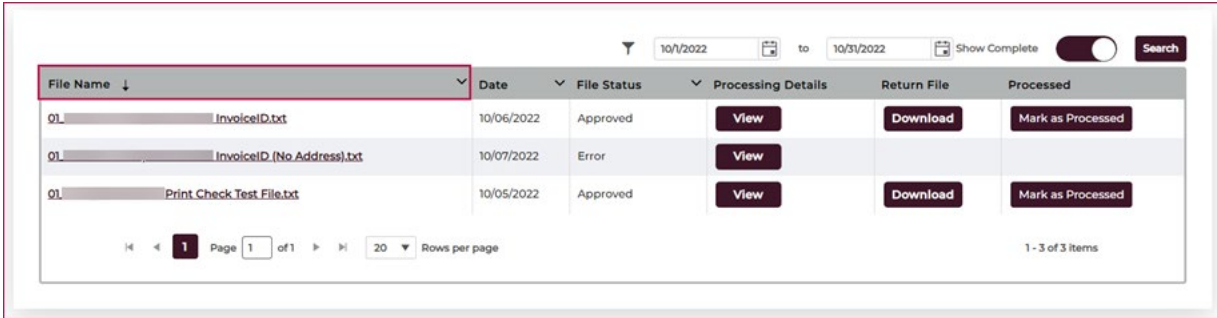 10/1/2022 to 10/31/2022 Show Complete Search
File Name ↓ Date File Status Processing Details Return File Processed
01_ InvoiceID.txt 10/06/2022 Approved View Download Mark as Processed
01_ InvoiceID (No Address).txt 10/07/2022 Error View
01_ Print Check Test File.txt 10/05/2022 Approved View Download Mark as Processed
1 Page 1 of 1 20 Rows per page 1 - 3 of 3 items